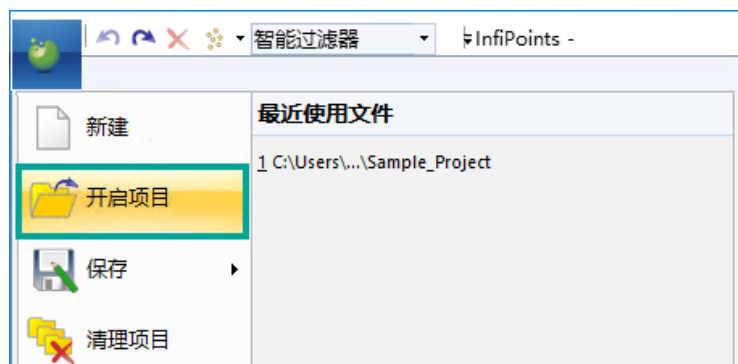 智能过滤器
InfiPoints -
新建
最近使用文件
1 C:\Users\...\Sample_Project
开启项目
保存
清理项目